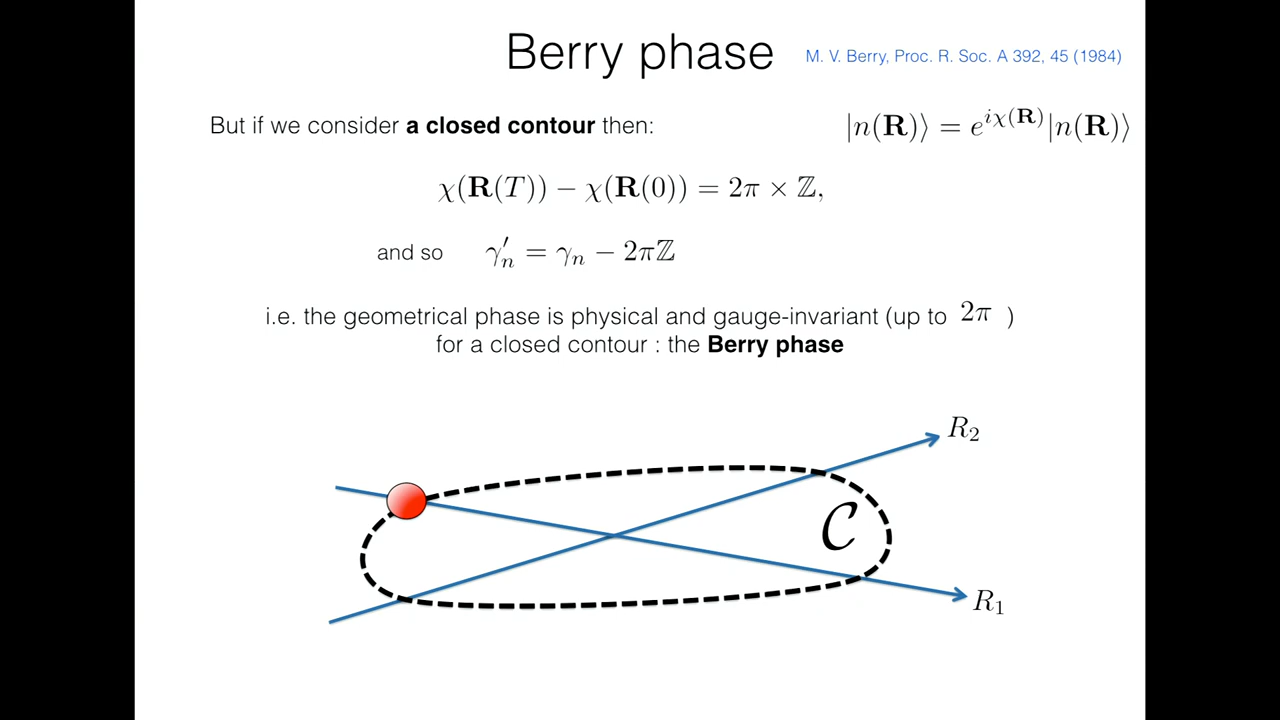 Berry phase
M. V. Berry, Proc. R. Soc. A 392, 45 (1984)
But if we consider a closed contour then:
|n(𝐑)⟩ = e^{iχ(𝐑)}|n(𝐑)⟩
χ(𝐑(T)) − χ(𝐑(0)) = 2π × ℤ,
and so γ′ₙ = γₙ − 2πℤ
i.e. the geometrical phase is physical and gauge-invariant (up to 2π )
for a closed contour : the Berry phase
R₂
𝒞
R₁